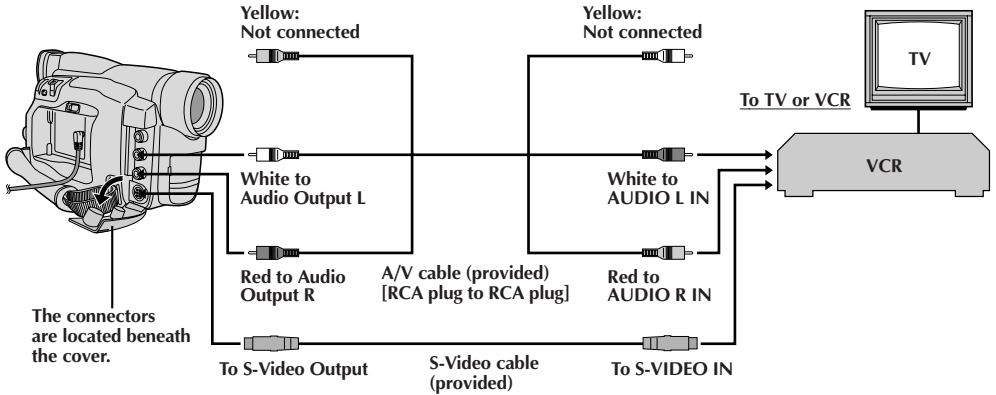 Yellow:
Not connected
Yellow:
Not connected
TV
To TV or VCR
VCR
White to
Audio Output L
White to
AUDIO L IN
Red to Audio
Output R
A/V cable (provided)
[RCA plug to RCA plug]
Red to
AUDIO R IN
The connectors
are located beneath
the cover.
To S-Video Output
S-Video cable
(provided)
To S-VIDEO IN